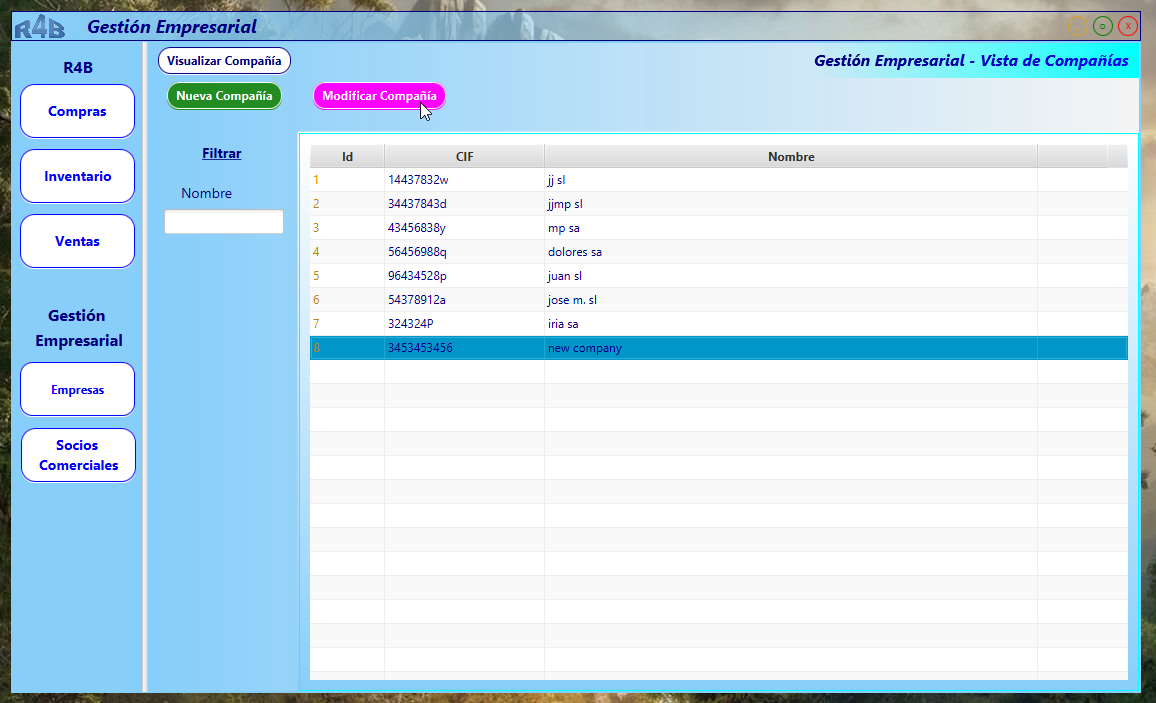 R4B Gestión Empresarial
o x
R4B
Compras
Inventario
Ventas
Gestión
Empresarial
Empresas
Socios
Comerciales
Visualizar Compañía
Gestión Empresarial - Vista de Compañías
Nueva Compañía Modificar Compañía
Filtrar
Nombre
Id CIF Nombre
1 14437832w jj sl
2 34437843d jjmp sl
3 43456838y mp sa
4 56456988q dolores sa
5 96434528p juan sl
6 54378912a jose m. sl
7 324324P iria sa
8 3453453456 new company